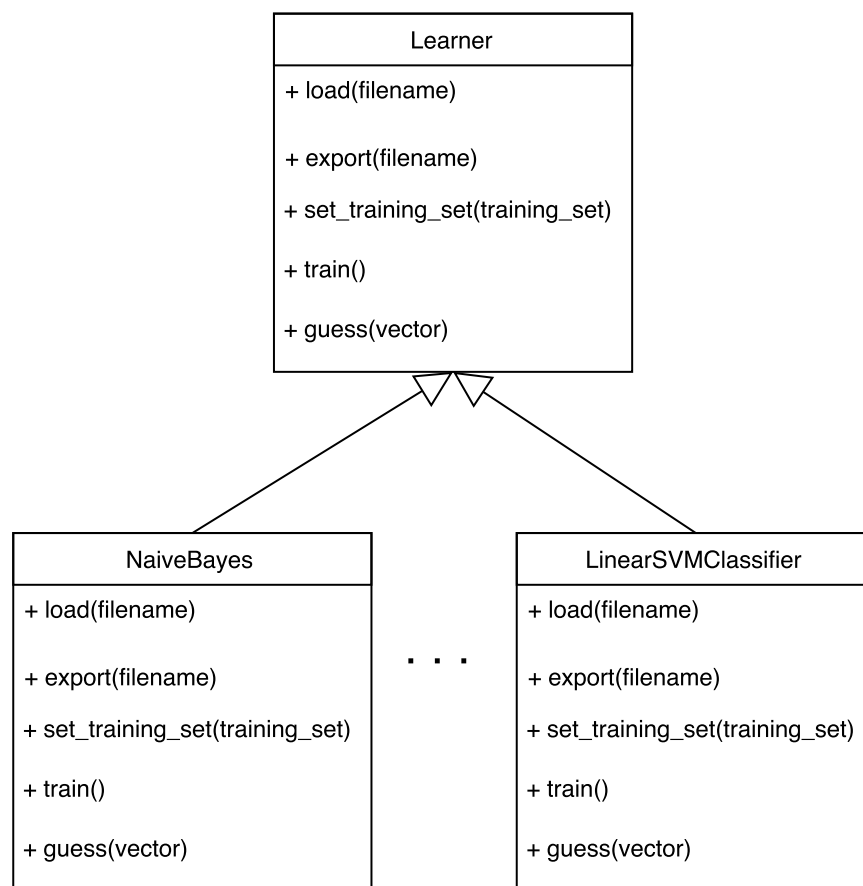 Learner
+ load(filename)
+ export(filename)
+ set_training_set(training_set)
+ train()
+ guess(vector)
NaiveBayes
+ load(filename)
+ export(filename)
+ set_training_set(training_set)
+ train()
+ guess(vector)
. . .
LinearSVMClassifier
+ load(filename)
+ export(filename)
+ set_training_set(training_set)
+ train()
+ guess(vector)